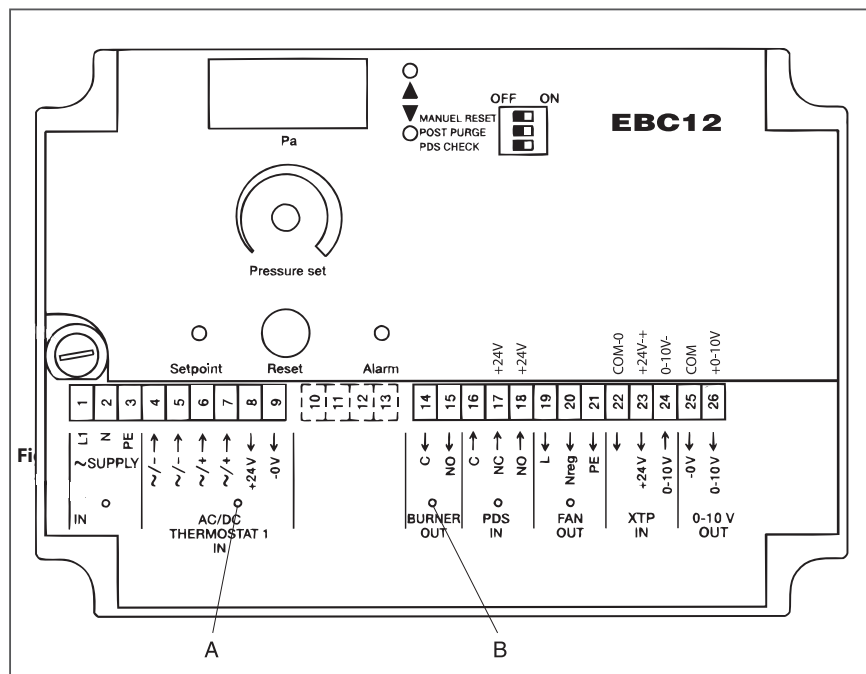 OFF ON
MANUEL RESET
POST PURGE
PDS CHECK
EBC12
Pa
Pressure set
Setpoint
Reset
Alarm
+24V
+24V
COM-0
+24V-+
0-10V-
COM
+0-10V
1 2 3 4 5 6 7 8 9 10 11 12 13 14 15 16 17 18 19 20 21 22 23 24 25 26
L1 N PE ~/- ~/- ~/+ ~/+ +24V -0V C NO C NC NO L Nreg PE +24V 0-10V -0V 0-10V
Fi
~SUPPLY
IN
AC/DC
THERMOSTAT 1
IN
BURNER
OUT
PDS
IN
FAN
OUT
XTP
IN
0-10 V
OUT
A
B